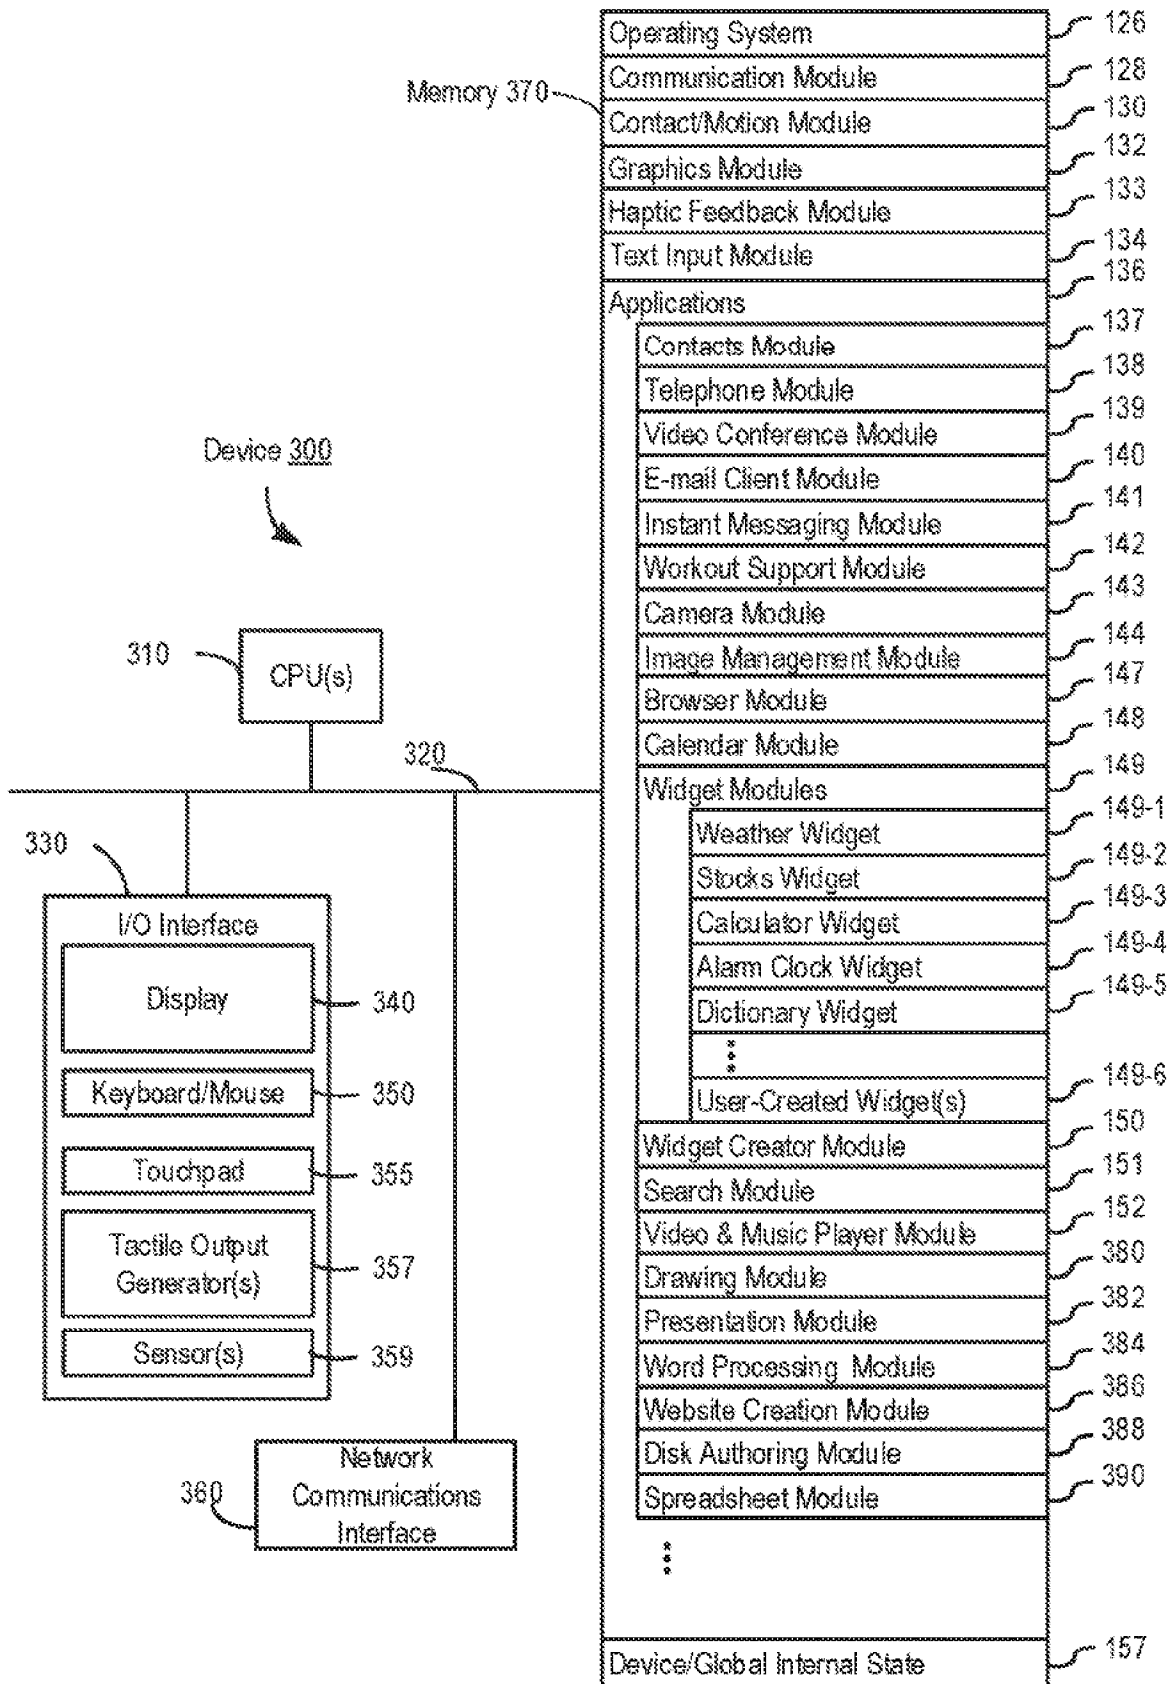 Operating System 126
Communication Module 128
Memory 370
Contact/Motion Module 130
Graphics Module 132
Haptic Feedback Module 133
Text Input Module 134
Applications 136
Contacts Module 137
Telephone Module 138
Video Conference Module 139
E-mail Client Module 140
Instant Messaging Module 141
Workout Support Module 142
Camera Module 143
Image Management Module 144
Browser Module 147
Calendar Module 148
Widget Modules 149
Weather Widget 149-1
Stocks Widget 149-2
Calculator Widget 149-3
Alarm Clock Widget 149-4
Dictionary Widget 149-5
User-Created Widget(s) 149-6
Widget Creator Module 150
Search Module 151
Video & Music Player Module 152
Drawing Module 380
Presentation Module 382
Word Processing Module 384
Website Creation Module 386
Disk Authoring Module 388
Spreadsheet Module 390
Device/Global Internal State 157
Device 300
310
CPU(s)
320
330
I/O Interface
Display 340
Keyboard/Mouse 350
Touchpad 355
Tactile Output
Generator(s) 357
Sensor(s) 359
360
Network
Communications
Interface